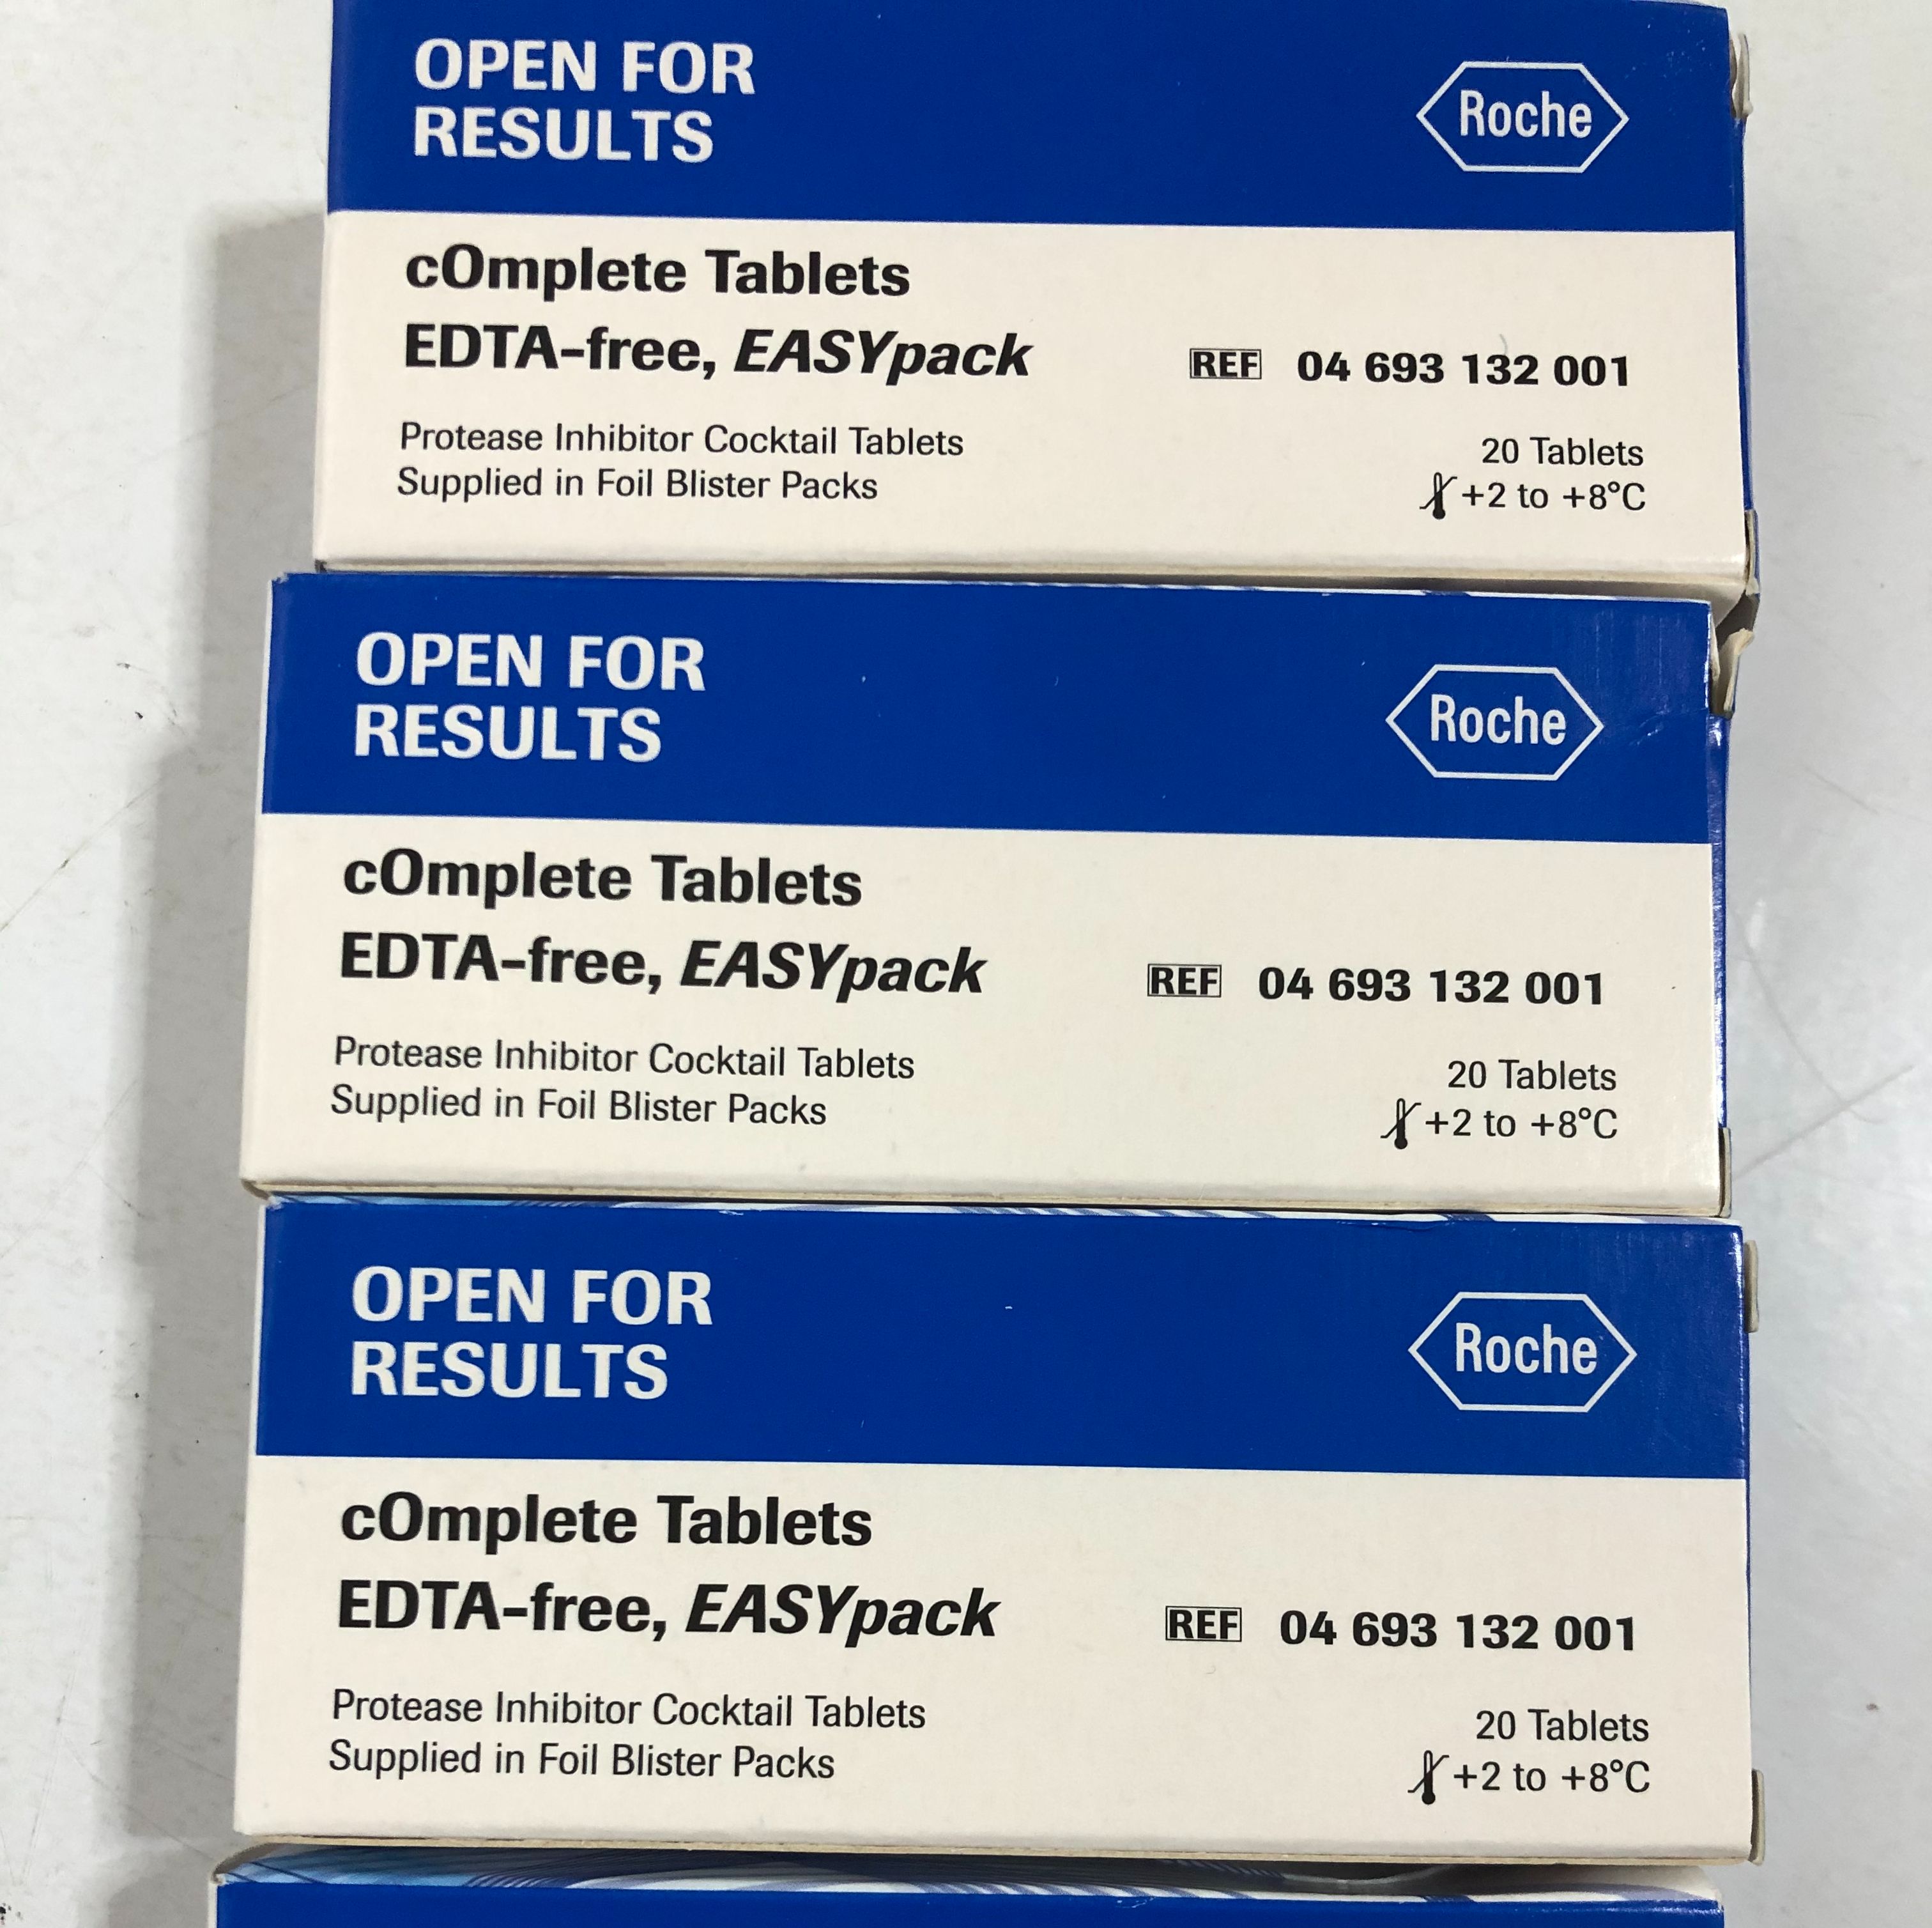 OPEN FOR
RESULTS
Roche
cOmplete Tablets
EDTA-free, EASYpack
REF 04 693 132 001
Protease Inhibitor Cocktail Tablets
Supplied in Foil Blister Packs
20 Tablets
+2 to +8°C
OPEN FOR
RESULTS
Roche
cOmplete Tablets
EDTA-free, EASYpack
REF 04 693 132 001
Protease Inhibitor Cocktail Tablets
Supplied in Foil Blister Packs
20 Tablets
+2 to +8°C
OPEN FOR
RESULTS
Roche
cOmplete Tablets
EDTA-free, EASYpack
REF 04 693 132 001
Protease Inhibitor Cocktail Tablets
Supplied in Foil Blister Packs
20 Tablets
+2 to +8°C